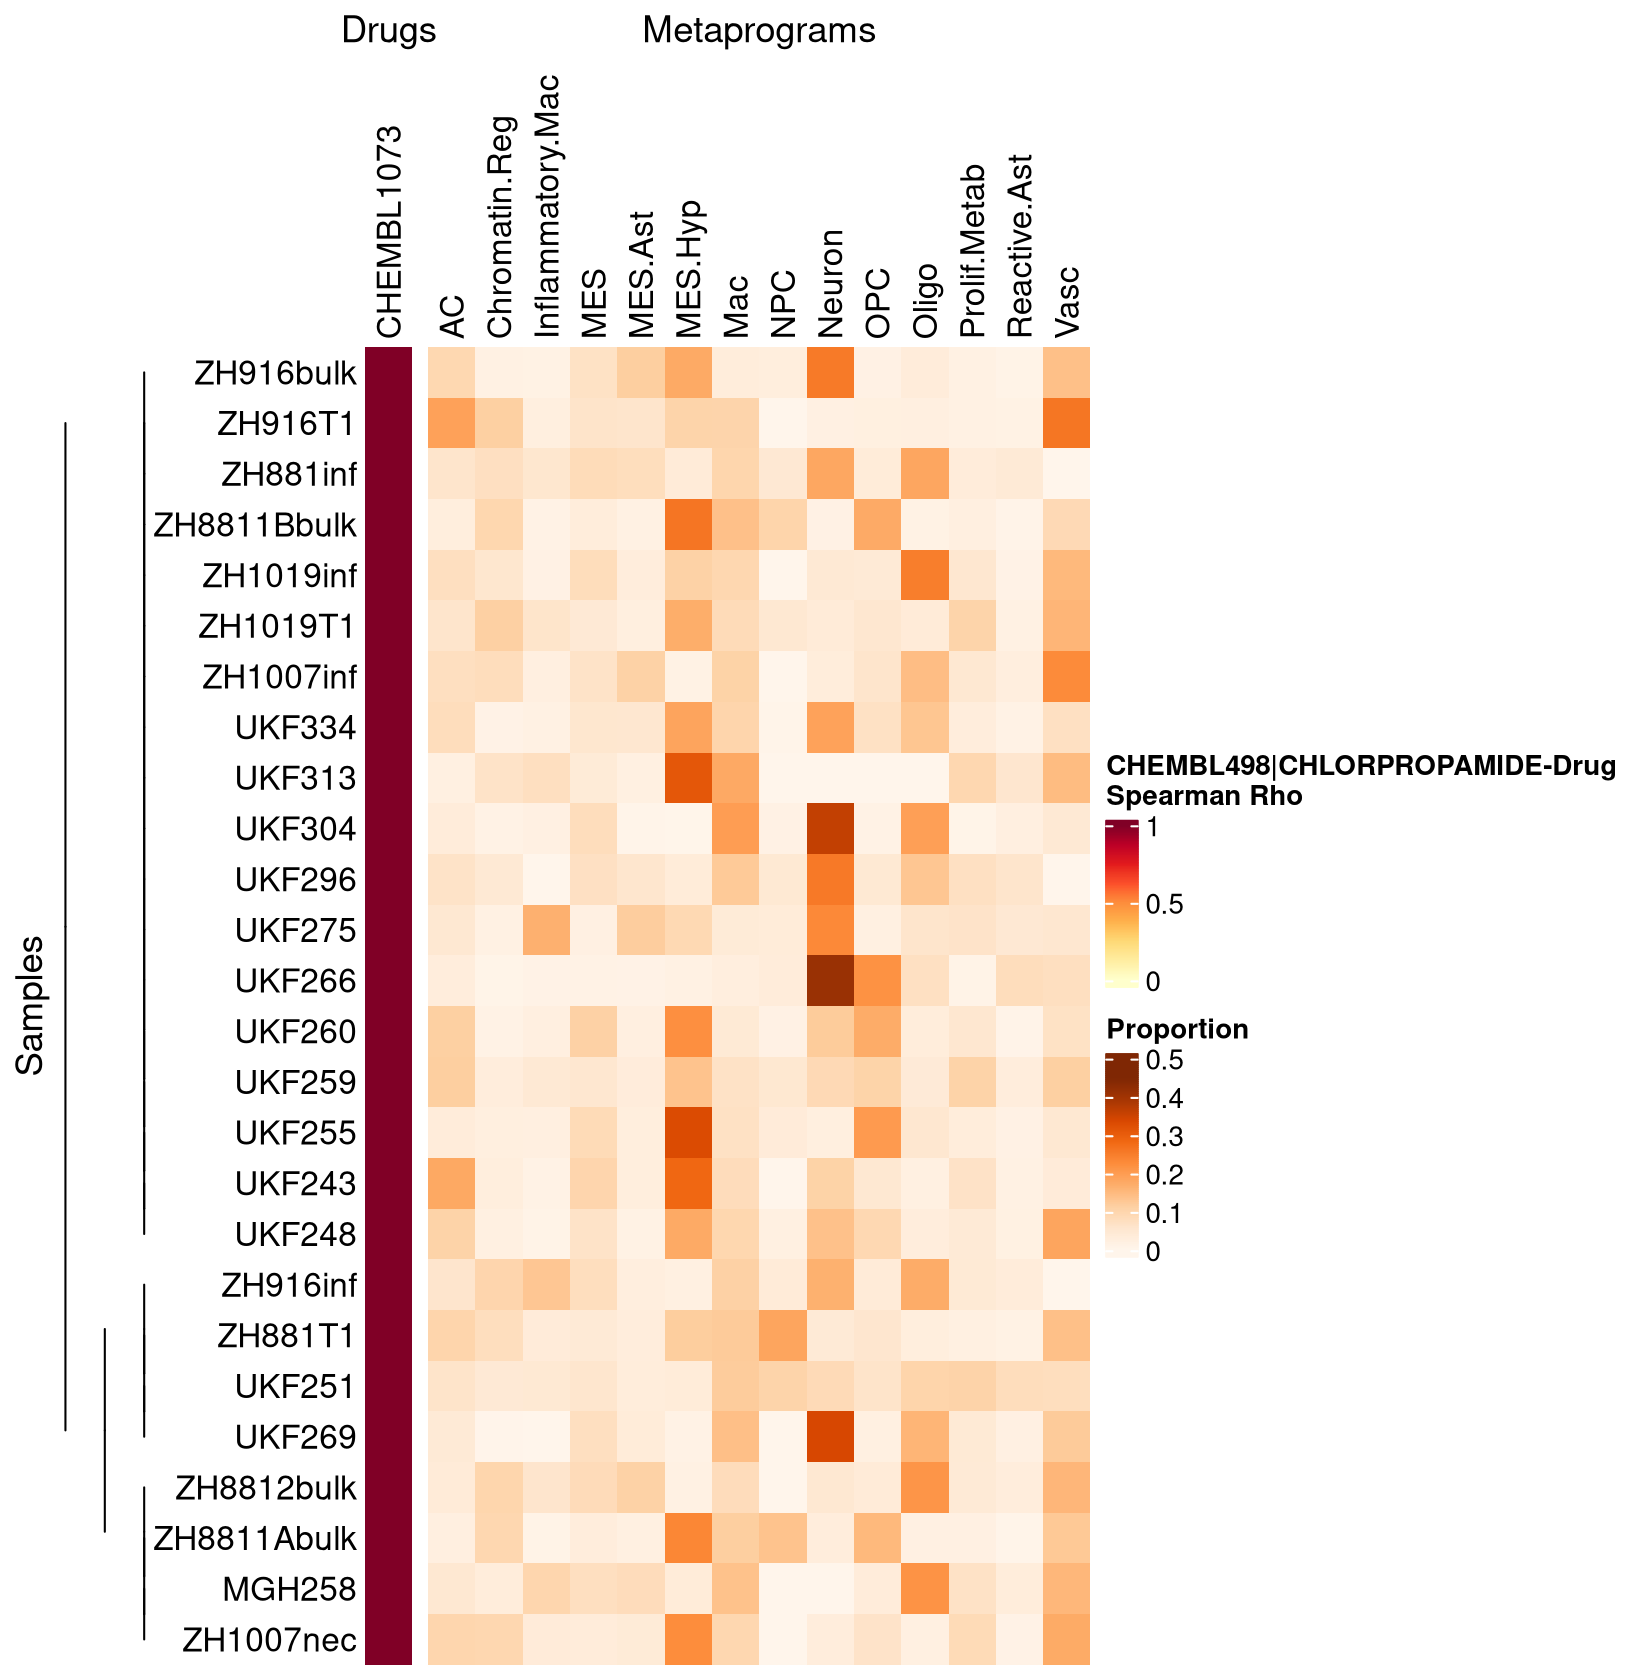 Drugs
Metaprograms
CHEMBL1073
AC
Chromatin.Reg
Inflammatory.Mac
MES
MES.Ast
MES.Hyp
Mac
NPC
Neuron
OPC
Oligo
Prolif.Metab
Reactive.Ast
Vasc
Samples
ZH916bulk
ZH916T1
ZH881inf
ZH8811Bbulk
ZH1019inf
ZH1019T1
ZH1007inf
UKF334
UKF313
UKF304
UKF296
UKF275
UKF266
UKF260
UKF259
UKF255
UKF243
UKF248
ZH916inf
ZH881T1
UKF251
UKF269
ZH8812bulk
ZH8811Abulk
MGH258
ZH1007nec
CHEMBL498|CHLORPROPAMIDE-Drug
Spearman Rho
1
0.5
0
Proportion
0.5
0.4
0.3
0.2
0.1
0